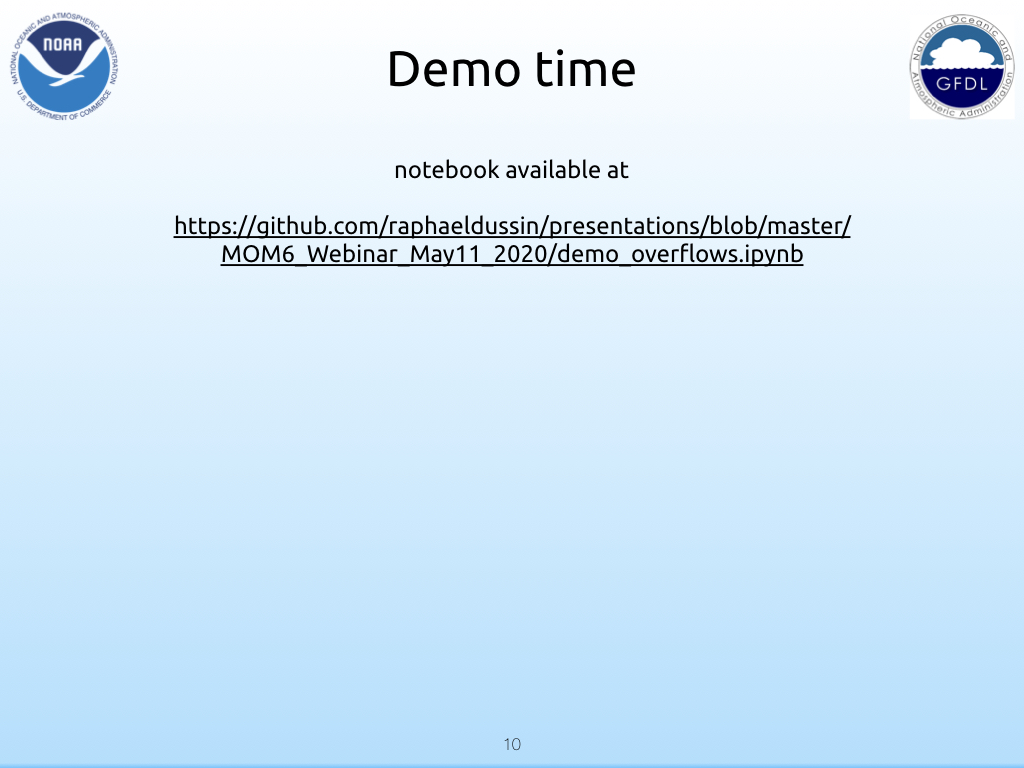 NATIONAL OCEANIC AND ATMOSPHERIC ADMINISTRATION
NOAA
U.S. DEPARTMENT OF COMMERCE
Demo time
National Oceanic and
GFDL
Atmospheric Administration
notebook available at
https://github.com/raphaeldussin/presentations/blob/master/
MOM6_Webinar_May11_2020/demo_overflows.ipynb
10